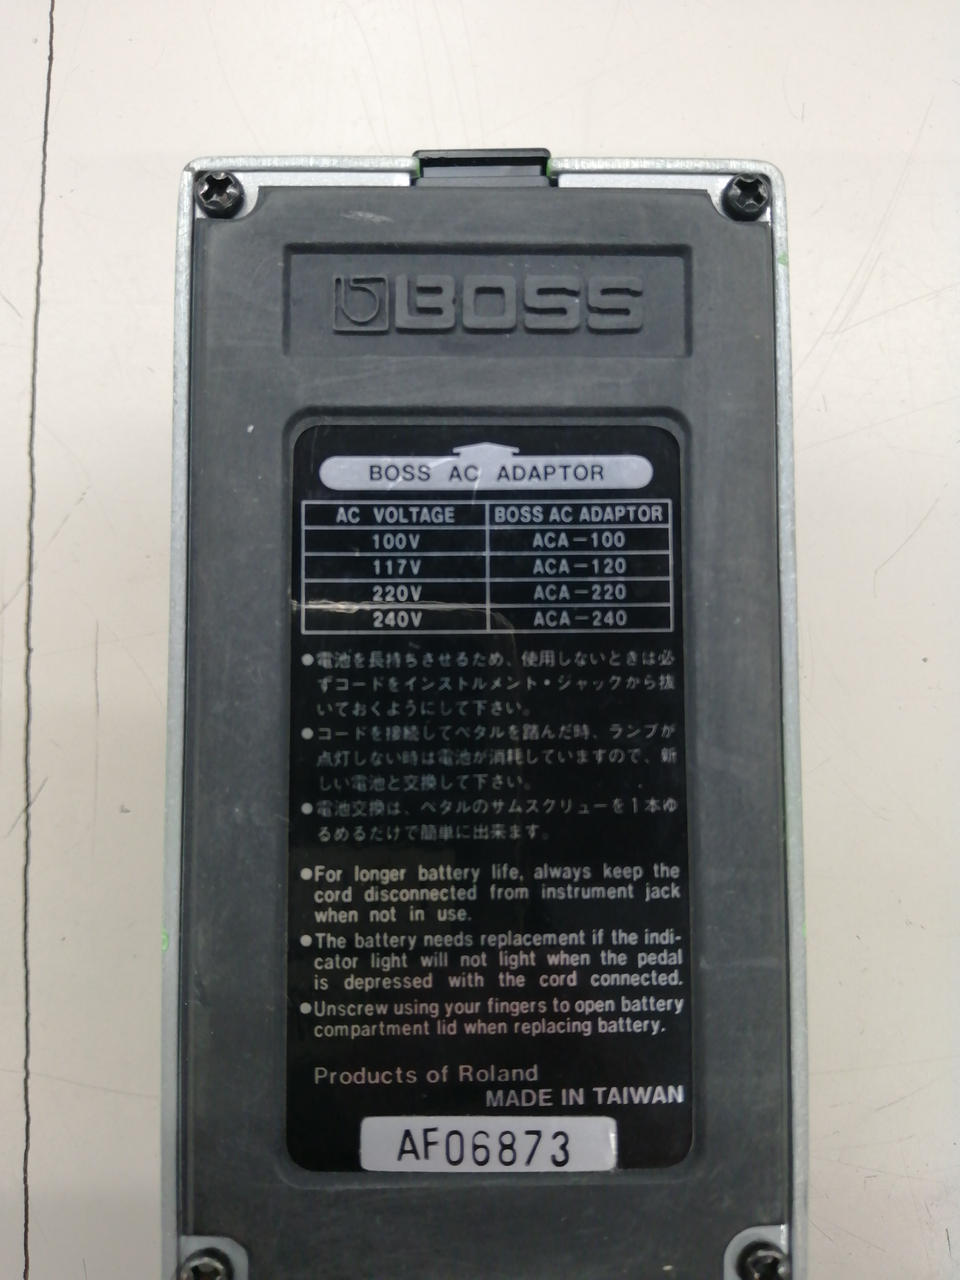 BOSS
BOSS AC ADAPTOR
AC VOLTAGE BOSS AC ADAPTOR
100V ACA-100
117V ACA-120
220V ACA-220
240V ACA-240
●電池を長持ちさせるため、使用しないときは必
ずコードをインストルメント・ジャックから抜
いておくようにして下さい。
●コードを接続してペタルを踏んだ時、ランプが
点灯しない時は電池が消耗していますので、新
しい電池と交換して下さい。
●電池交換は、ペタルのサムスクリューを1本ゆ
るめるだけで簡単に出来ます。
●For longer battery life, always keep the
cord disconnected from instrument jack
when not in use.
●The battery needs replacement if the indi-
cator light will not light when the pedal
is depressed with the cord connected.
●Unscrew using your fingers to open battery
compartment lid when replacing battery.
Products of Roland
MADE IN TAIWAN
AF06873